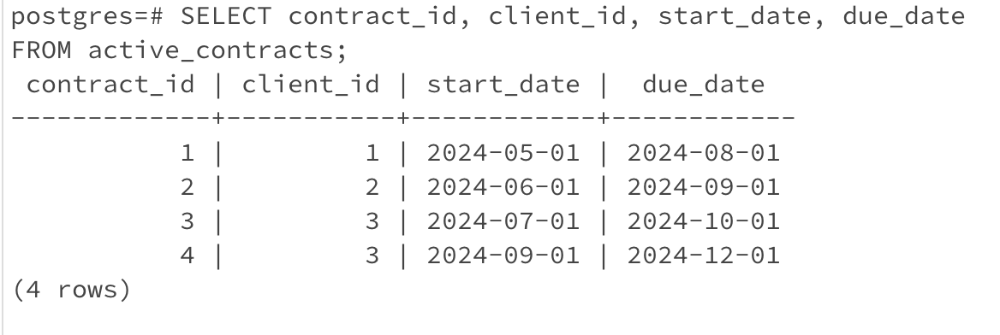 postgres=# SELECT contract_id, client_id, start_date, due_date
FROM active_contracts;
 contract_id | client_id | start_date |  due_date
-------------+-----------+------------+------------
           1 |         1 | 2024-05-01 | 2024-08-01
           2 |         2 | 2024-06-01 | 2024-09-01
           3 |         3 | 2024-07-01 | 2024-10-01
           4 |         3 | 2024-09-01 | 2024-12-01
(4 rows)